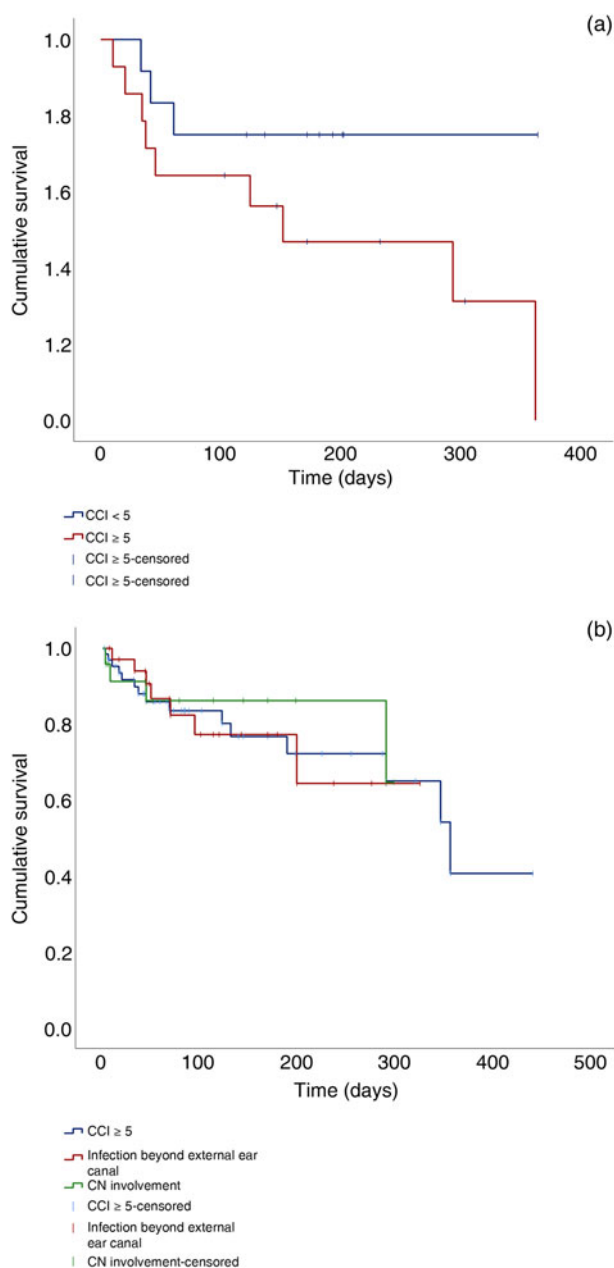 (a)
1.0
1.8
1.6
1.4
1.2
0.0
Cumulative survival
0 100 200 300 400
Time (days)
CCI < 5
CCI ≥ 5
CCI ≥ 5-censored
CCI ≥ 5-censored
(b)
1.0
0.8
0.6
0.4
0.2
0.0
Cumulative survival
0 100 200 300 400 500
Time (days)
CCI ≥ 5
Infection beyond external ear
canal
CN involvement
CCI ≥ 5-censored
Infection beyond external
ear canal
CN involvement-censored